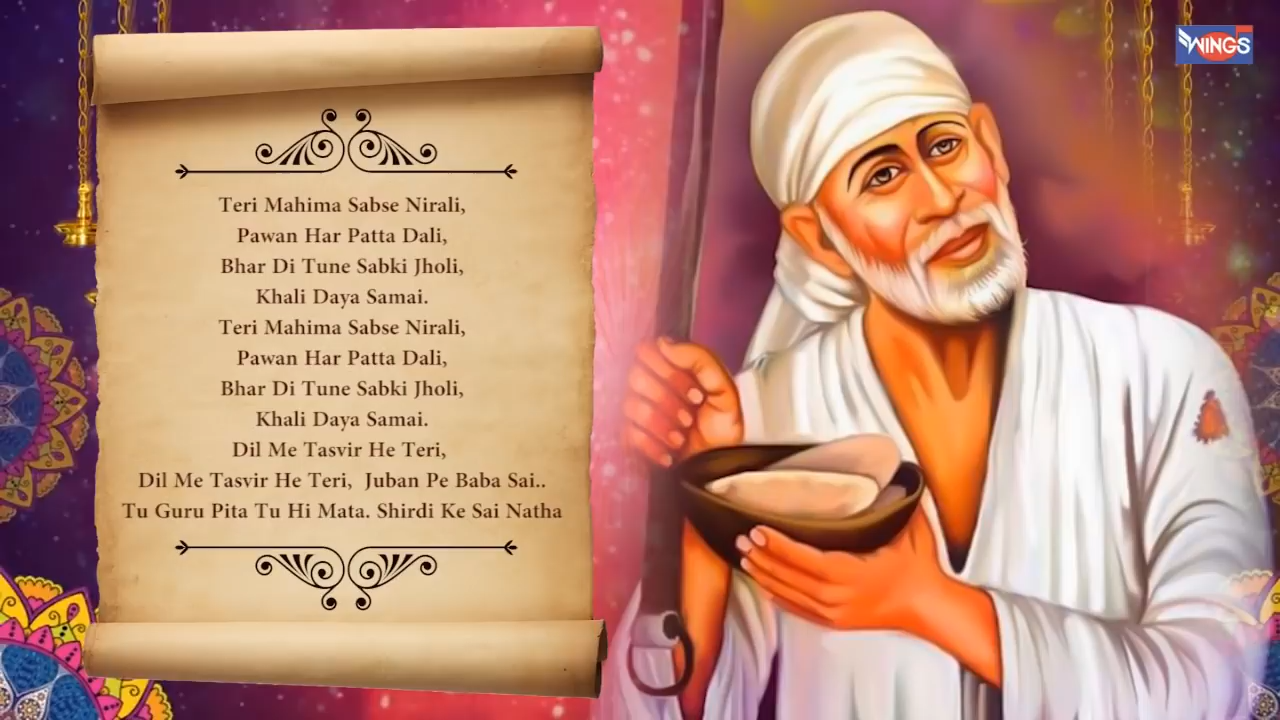 WINGS
Teri Mahima Sabse Nirali,
Pawan Har Patta Dali,
Bhar Di Tune Sabki Jholi,
Khali Daya Samai.
Teri Mahima Sabse Nirali,
Pawan Har Patta Dali,
Bhar Di Tune Sabki Jholi,
Khali Daya Samai.
Dil Me Tasvir He Teri,
Dil Me Tasvir He Teri,  Juban Pe Baba Sai..
Tu Guru Pita Tu Hi Mata. Shirdi Ke Sai Natha